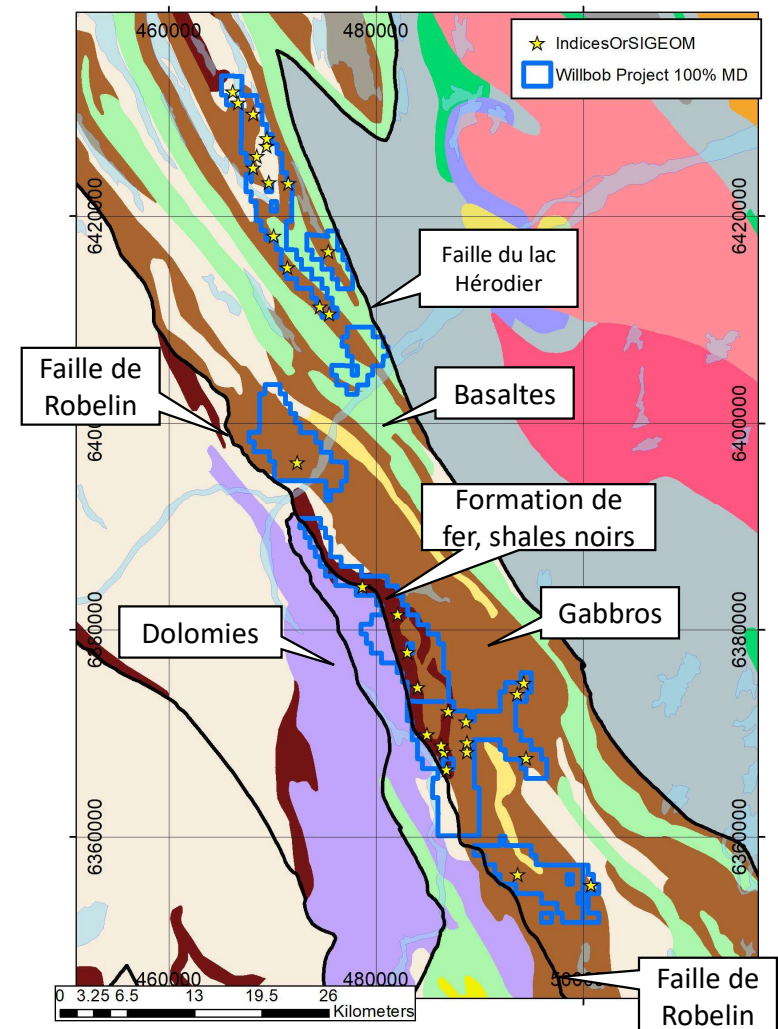 460000
480000
IndicesOrSIGEOM
Willbob Project 100% MD
6420000
6420000
Faille du lac
Hérodier
Faille de
Robelin
Basaltes
6400000
6400000
Formation de
fer, shales noirs
Dolomies
Gabbros
6380000
6380000
6360000
6360000
460000
480000
Faille de
Robelin
0 3.25 6.5 13 19.5 26
Kilometers